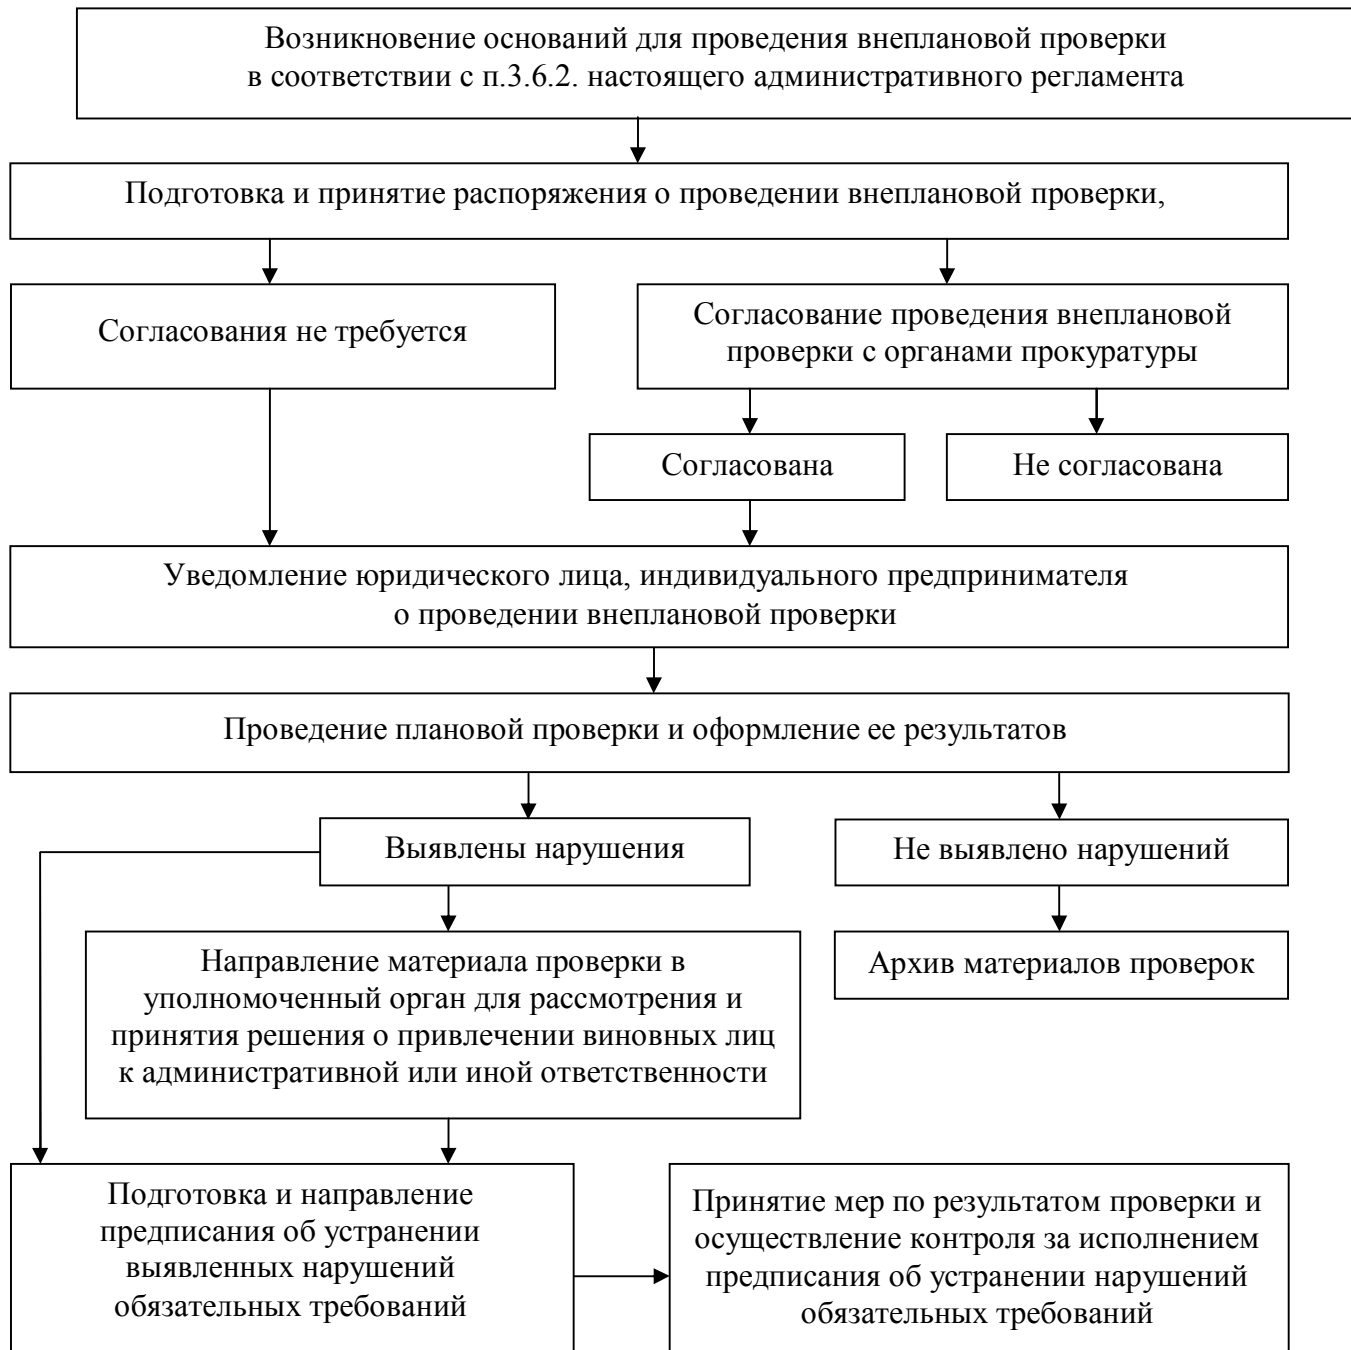 Возникновение оснований для проведения внеплановой проверки
в соответствии с п.3.6.2. настоящего административного регламента
Подготовка и принятие распоряжения о проведении внеплановой проверки,
Согласования не требуется
Согласование проведения внеплановой
проверки с органами прокуратуры
Согласована
Не согласована
Уведомление юридического лица, индивидуального предпринимателя
о проведении внеплановой проверки
Проведение плановой проверки и оформление ее результатов
Выявлены нарушения
Не выявлено нарушений
Направление материала проверки в
уполномоченный орган для рассмотрения и
принятия решения о привлечении виновных лиц
к административной или иной ответственности
Архив материалов проверок
Подготовка и направление
предписания об устранении
выявленных нарушений
обязательных требований
Принятие мер по результатом проверки и
осуществление контроля за исполнением
предписания об устранении нарушений
обязательных требований